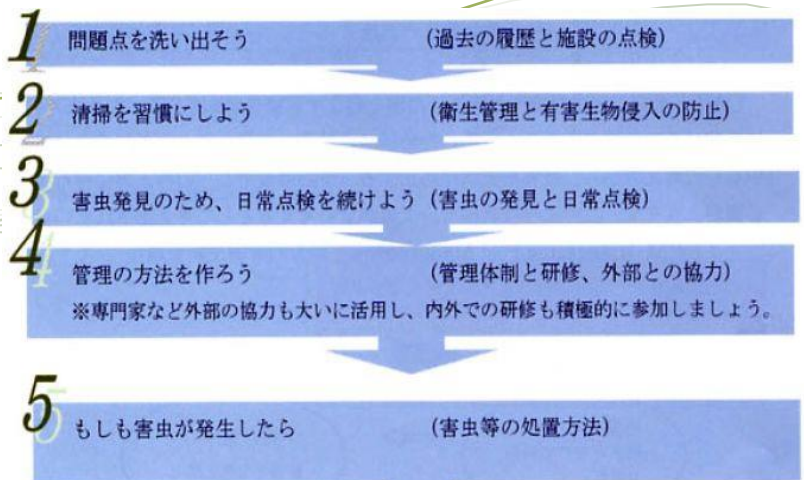 1 問題点を洗い出そう (過去の履歴と施設の点検)
2 清掃を習慣にしよう (衛生管理と有害生物侵入の防止)
3 害虫発見のため、日常点検を続けよう (害虫の発見と日常点検)
4 管理の方法を作ろう (管理体制と研修、外部との協力)
※専門家など外部の協力も大いに活用し、内外での研修も積極的に参加しましょう。
5 もしも害虫が発生したら (害虫等の処置方法)